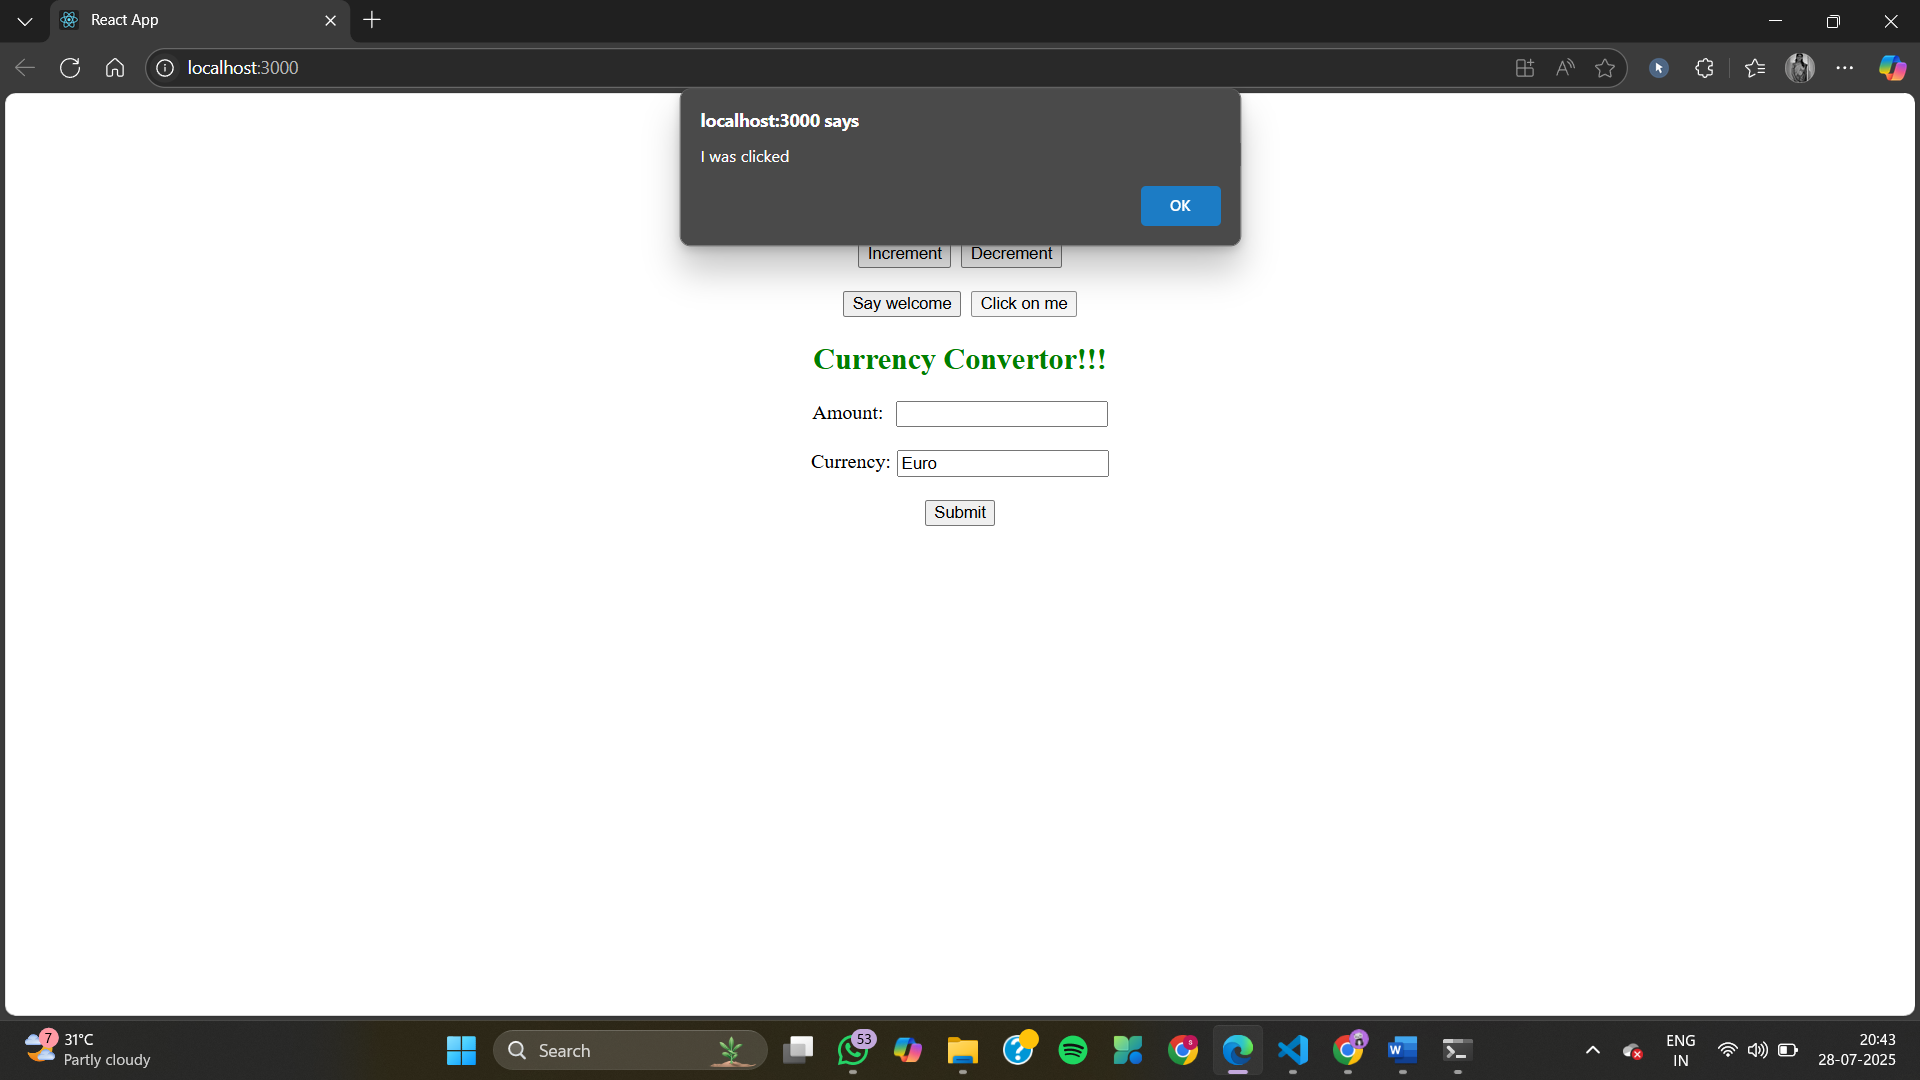 React App
localhost:3000
localhost:3000 says
I was clicked
OK
Increment Decrement
Say welcome Click on me
Currency Convertor!!!
Amount:
Currency: Euro
Submit
7 31°C
Partly cloudy
Search
53
ENG
IN
20:43
28-07-2025